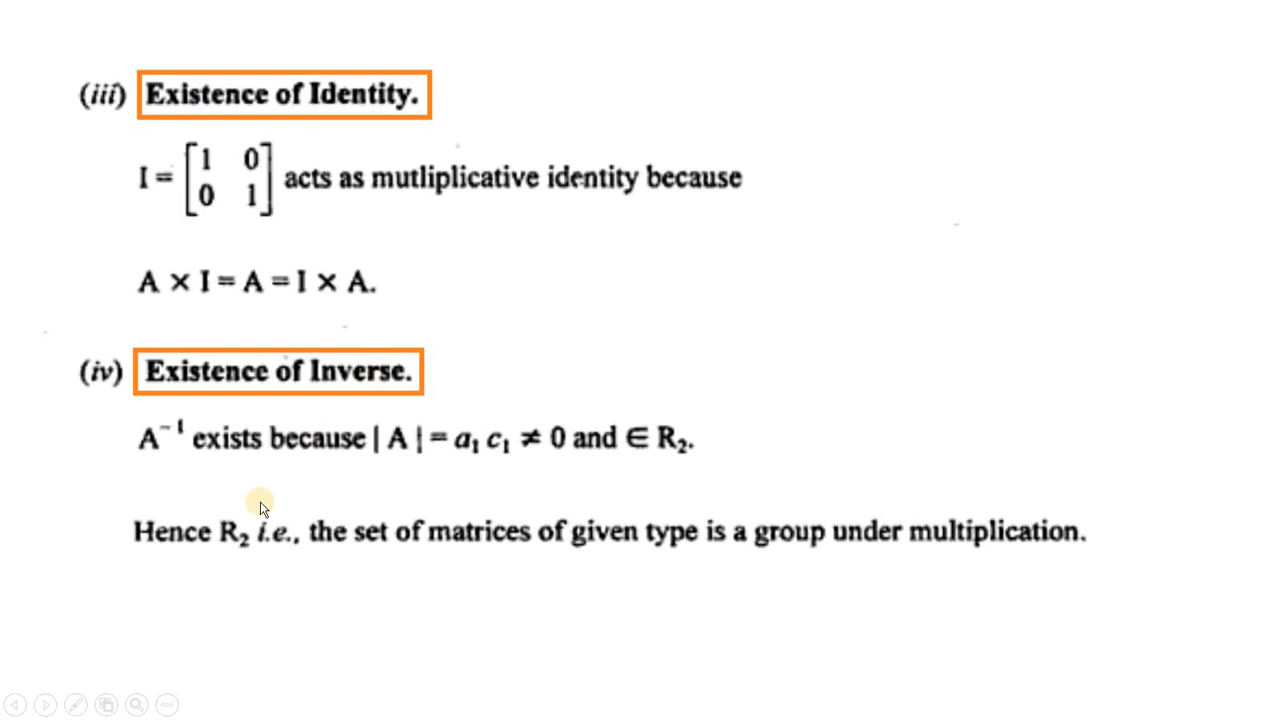 (iii) Existence of Identity.
I = [1 0
0 1] acts as mutliplicative identity because
A × I = A = I × A.
(iv) Existence of Inverse.
A⁻¹ exists because | A | = a₁ c₁ ≠ 0 and ∈ R₂.
Hence R₂ i.e., the set of matrices of given type is a group under multiplication.